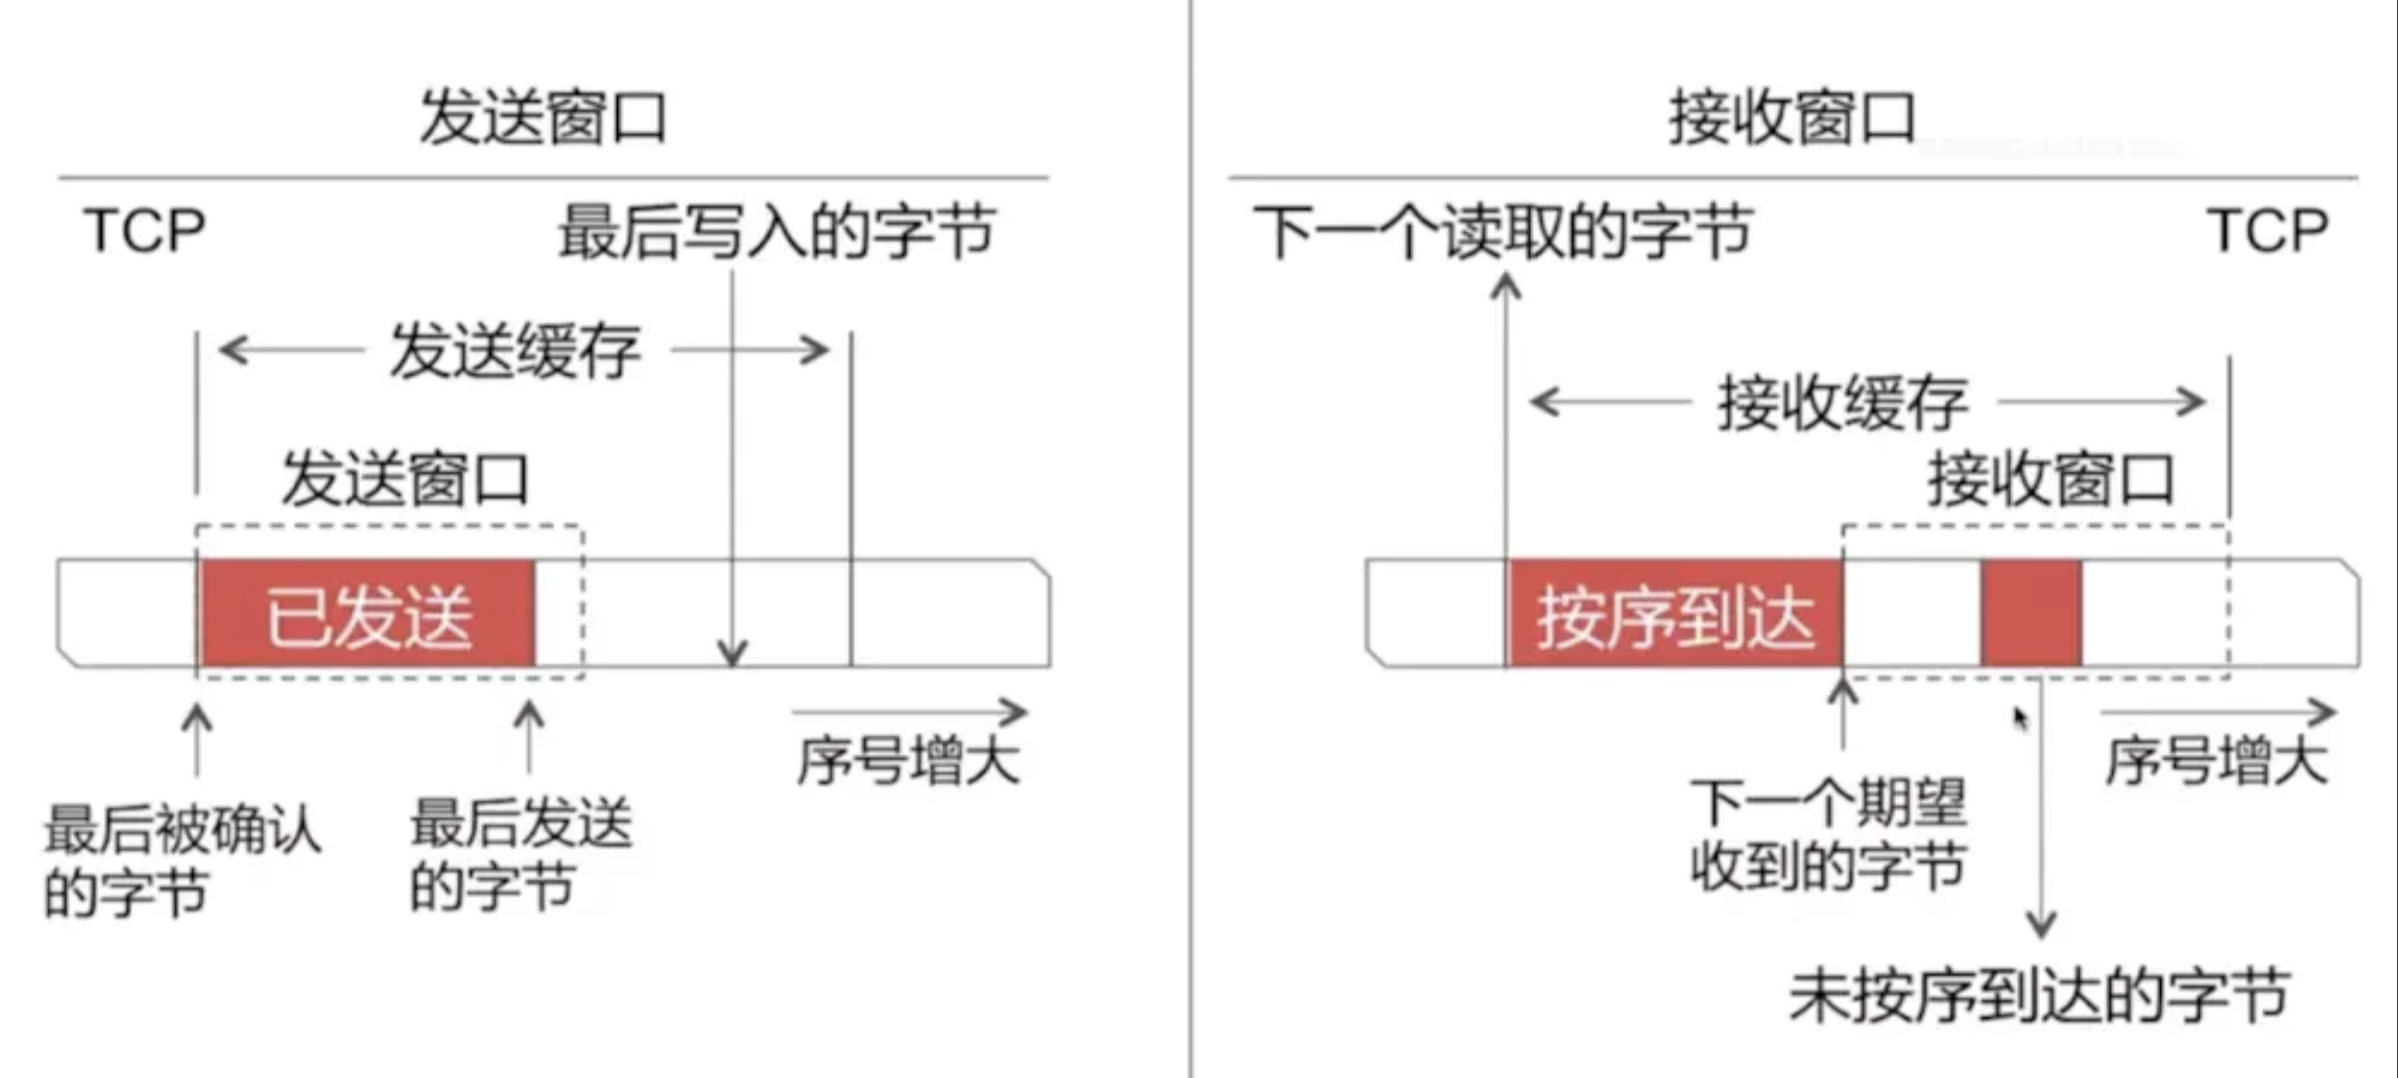 发送窗口
TCP
最后写入的字节
发送缓存
发送窗口
已发送
序号增大
最后被确认
的字节
最后发送
的字节
接收窗口
下一个读取的字节
TCP
接收缓存
接收窗口
按序到达
序号增大
下一个期望
收到的字节
未按序到达的字节